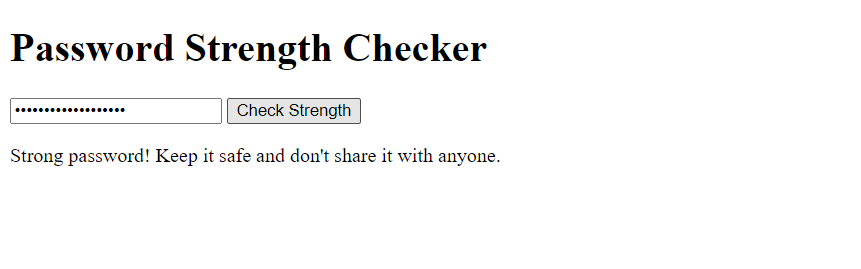 Password Strength Checker
••••••••••••••••••• Check Strength
Strong password! Keep it safe and don't share it with anyone.